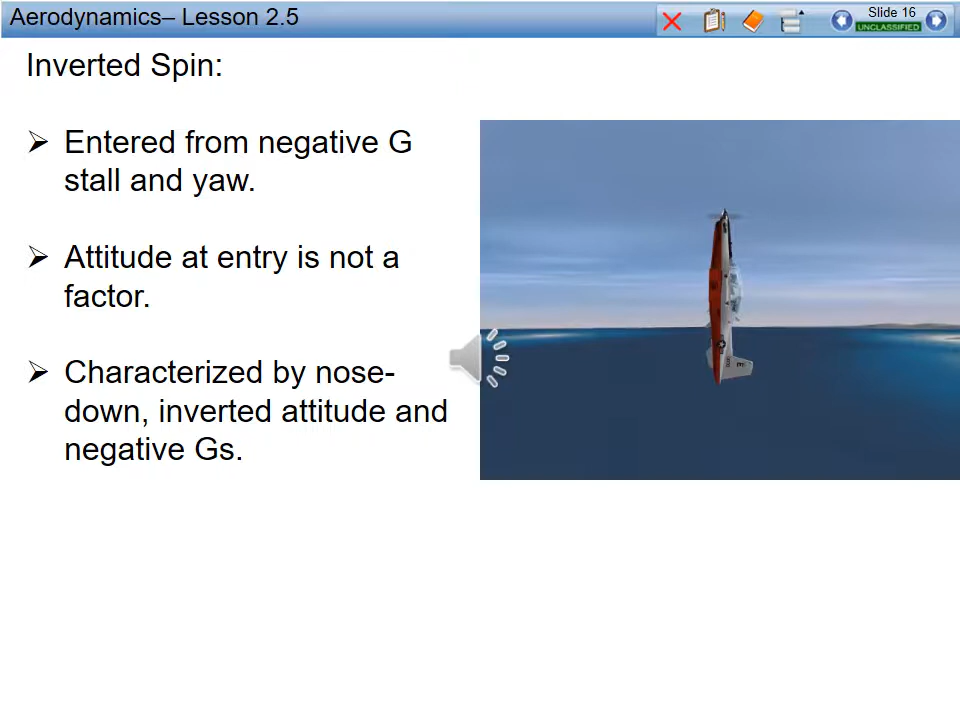 Aerodynamics– Lesson 2.5
Slide 16
UNCLASSIFIED
Inverted Spin:
➢ Entered from negative G
stall and yaw.
➢ Attitude at entry is not a
factor.
➢ Characterized by nose-
down, inverted attitude and
negative Gs.
E